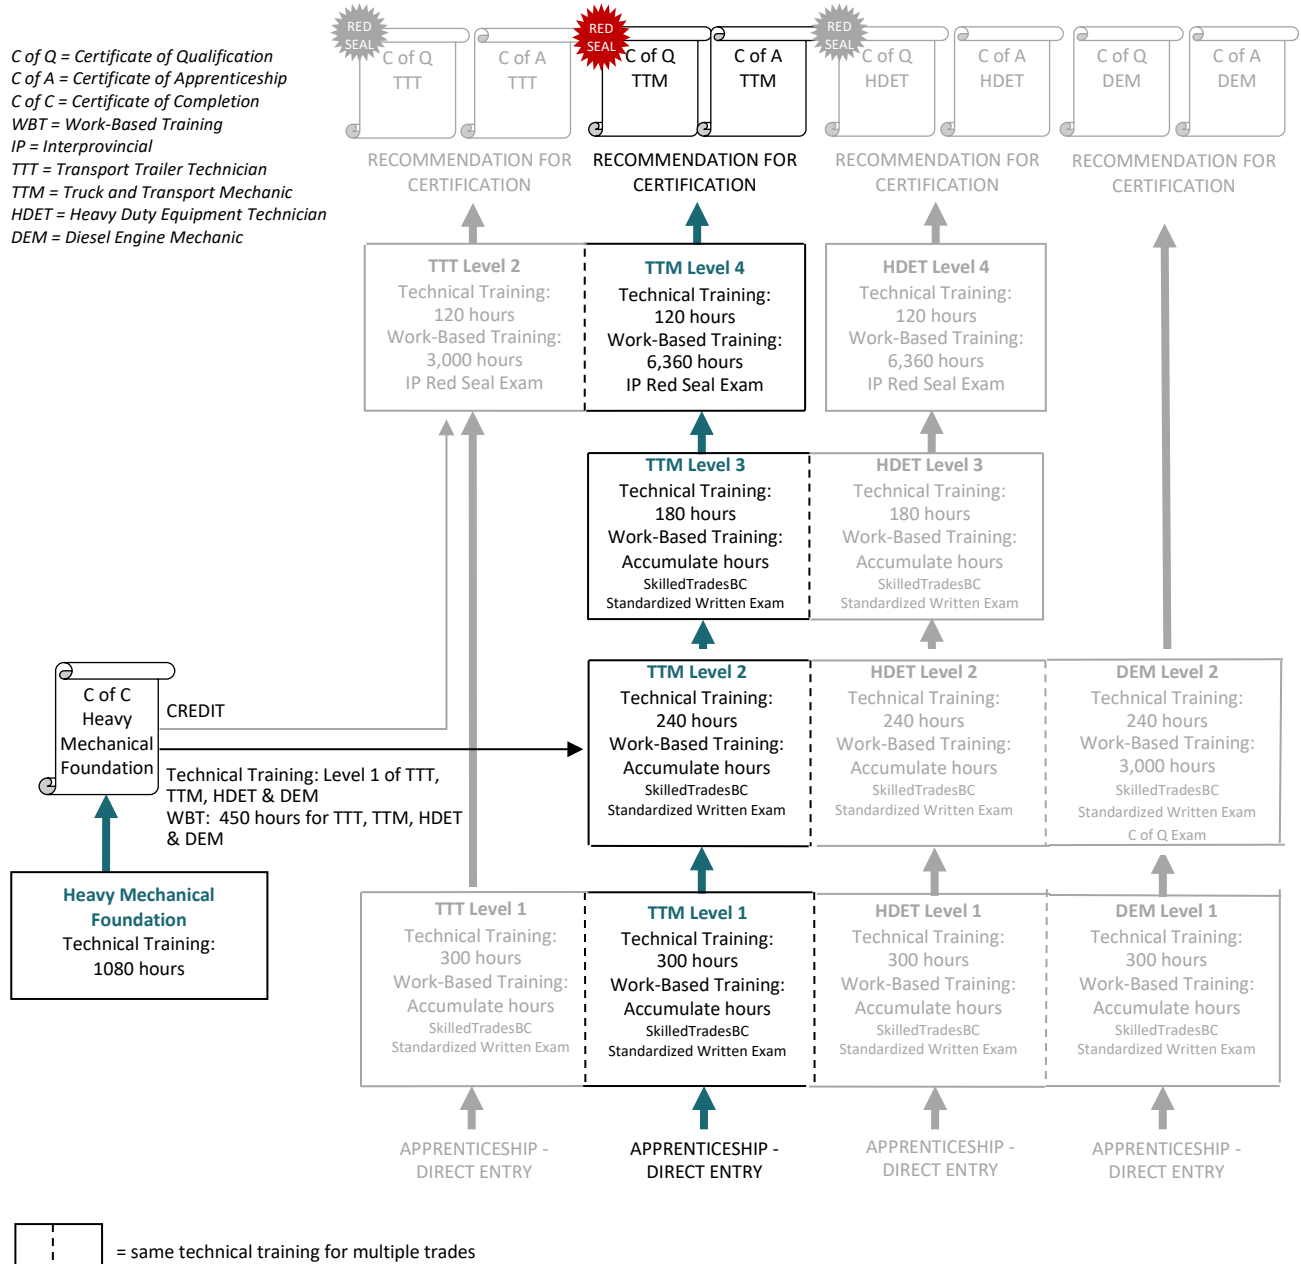 C of Q = Certificate of Qualification
C of A = Certificate of Apprenticeship
C of C = Certificate of Completion
WBT = Work-Based Training
IP = Interprovincial
TTT = Transport Trailer Technician
TTM = Truck and Transport Mechanic
HDET = Heavy Duty Equipment Technician
DEM = Diesel Engine Mechanic
RED
SEAL
C of Q
TTT
C of A
TTT
RECOMMENDATION FOR
CERTIFICATION
RED
SEAL
C of Q
TTM
C of A
TTM
RECOMMENDATION FOR
CERTIFICATION
RED
SEAL
C of Q
HDET
C of A
HDET
RECOMMENDATION FOR
CERTIFICATION
C of Q
DEM
C of A
DEM
RECOMMENDATION FOR
CERTIFICATION
TTT Level 2
Technical Training:
120 hours
Work-Based Training:
3,000 hours
IP Red Seal Exam
TTM Level 4
Technical Training:
120 hours
Work-Based Training:
6,360 hours
IP Red Seal Exam
HDET Level 4
Technical Training:
120 hours
Work-Based Training:
6,360 hours
IP Red Seal Exam
TTM Level 3
Technical Training:
180 hours
Work-Based Training:
Accumulate hours
SkilledTradesBC
Standardized Written Exam
HDET Level 3
Technical Training:
180 hours
Work-Based Training:
Accumulate hours
SkilledTradesBC
Standardized Written Exam
C of C
Heavy
Mechanical
Foundation
CREDIT
Technical Training: Level 1 of TTT,
TTM, HDET & DEM
WBT: 450 hours for TTT, TTM, HDET
& DEM
TTM Level 2
Technical Training:
240 hours
Work-Based Training:
Accumulate hours
SkilledTradesBC
Standardized Written Exam
HDET Level 2
Technical Training:
240 hours
Work-Based Training:
Accumulate hours
SkilledTradesBC
Standardized Written Exam
DEM Level 2
Technical Training:
240 hours
Work-Based Training:
3,000 hours
SkilledTradesBC
Standardized Written Exam
C of Q Exam
Heavy Mechanical
Foundation
Technical Training:
1080 hours
TTT Level 1
Technical Training:
300 hours
Work-Based Training:
Accumulate hours
SkilledTradesBC
Standardized Written Exam
TTM Level 1
Technical Training:
300 hours
Work-Based Training:
Accumulate hours
SkilledTradesBC
Standardized Written Exam
HDET Level 1
Technical Training:
300 hours
Work-Based Training:
Accumulate hours
SkilledTradesBC
Standardized Written Exam
DEM Level 1
Technical Training:
300 hours
Work-Based Training:
Accumulate hours
SkilledTradesBC
Standardized Written Exam
APPRENTICESHIP -
DIRECT ENTRY
APPRENTICESHIP -
DIRECT ENTRY
APPRENTICESHIP -
DIRECT ENTRY
APPRENTICESHIP -
DIRECT ENTRY
= same technical training for multiple trades